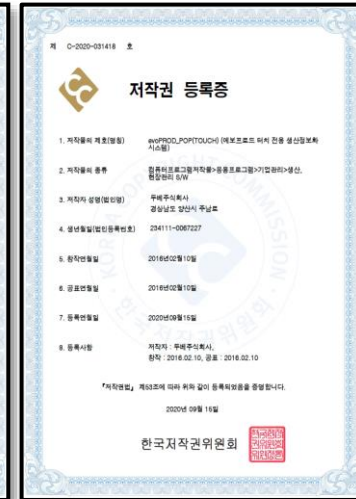 제 C-2020-031418 호
저작권 등록증
1. 저작물의 제호(명칭) evoPROD_POP(TOUCH) (에보프로드 터치 전용 생산정보화
시스템)
2. 저작물의 종류 컴퓨터프로그램저작물>응용프로그램>기업관리>생산,
현장관리 S/W
3. 저작자 성명(법인명) 두베주식회사
경상남도 양산시 주남로
4. 생년월일(법인등록번호) 234111-0067227
5. 창작연월일 2016년02월10일
6. 공표연월일 2016년02월10일
7. 등록연월일 2020년09월16일
8. 등록사항 저작자 : 두베주식회사,
창작 : 2016.02.10, 공표 : 2016.02.10
「저작권법」 제53조에 따라 위와 같이 등록되었음을 증명합니다.
2020년 09월 16일
한국저작권위원회